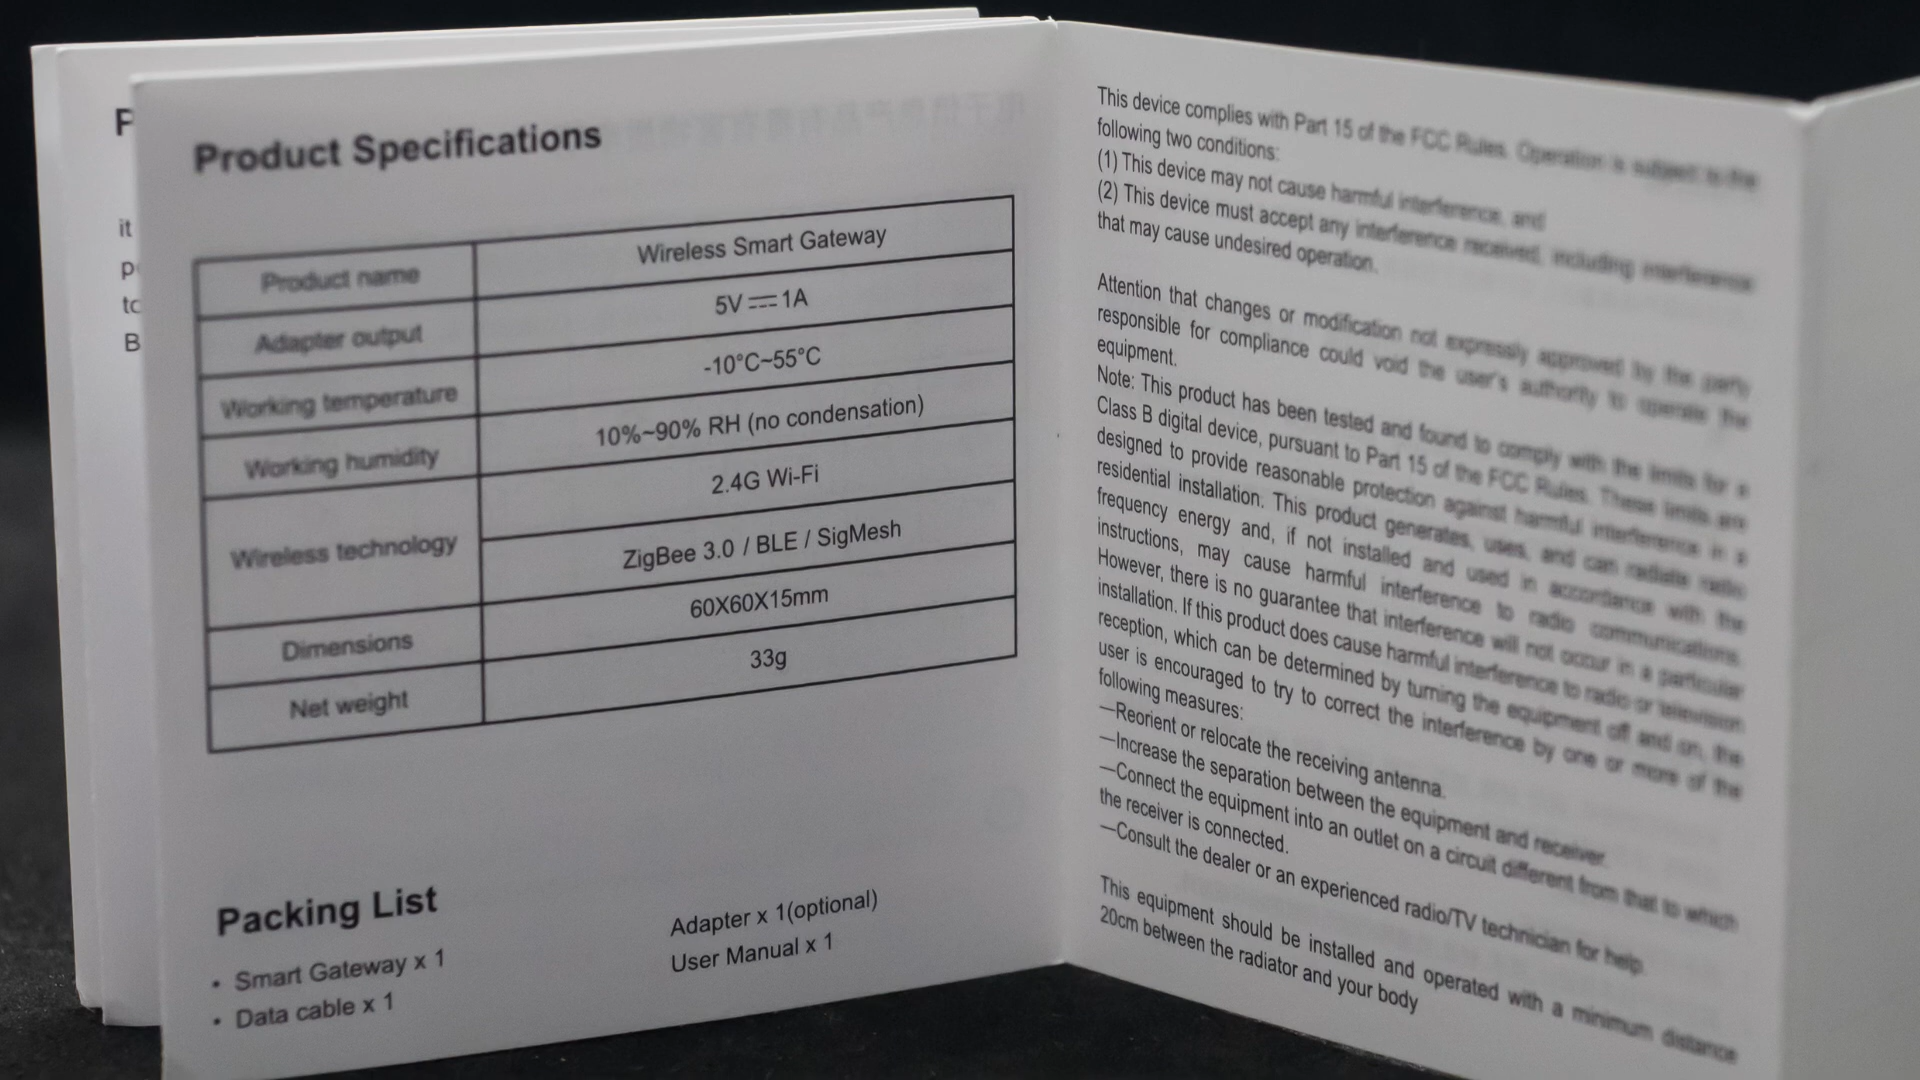 P
it
B
Product Specifications
Product name
Wireless Smart Gateway
Adapter output
5V⎓1A
Working temperature
-10°C~55°C
Working humidity
10%~90% RH (no condensation)
Wireless technology
2.4G Wi-Fi
ZigBee 3.0 / BLE / SigMesh
Dimensions
60X60X15mm
Net weight
33g
Packing List
• Smart Gateway x 1
• Data cable x 1
Adapter x 1(optional)
User Manual x 1
This device complies with Part 15 of the FCC Rules. Operation is subject to the
following two conditions:
(1) This device may not cause harmful interference, and
(2) This device must accept any interference received, including interference
that may cause undesired operation.
Attention that changes or modification not expressly approved by the party
responsible for compliance could void the user's authority to operate the
equipment.
Note: This product has been tested and found to comply with the limits for a
Class B digital device, pursuant to Part 15 of the FCC Rules. These limits are
designed to provide reasonable protection against harmful interference in a
residential installation. This product generates, uses, and can radiate radio
frequency energy and, if not installed and used in accordance with the
instructions, may cause harmful interference to radio communications.
However, there is no guarantee that interference will not occur in a particular
installation. If this product does cause harmful interference to radio or television
reception, which can be determined by turning the equipment off and on, the
user is encouraged to try to correct the interference by one or more of the
following measures:
—Reorient or relocate the receiving antenna.
—Increase the separation between the equipment and receiver.
—Connect the equipment into an outlet on a circuit different from that to which
the receiver is connected.
—Consult the dealer or an experienced radio/TV technician for help.
This equipment should be installed and operated with a minimum distance
20cm between the radiator and your body